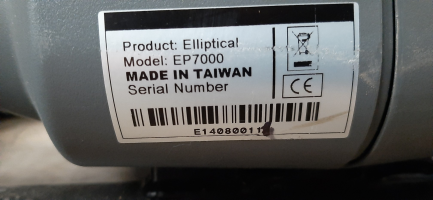 Product: Elliptical
Model: EP7000
MADE IN TAIWAN
Serial Number
CE